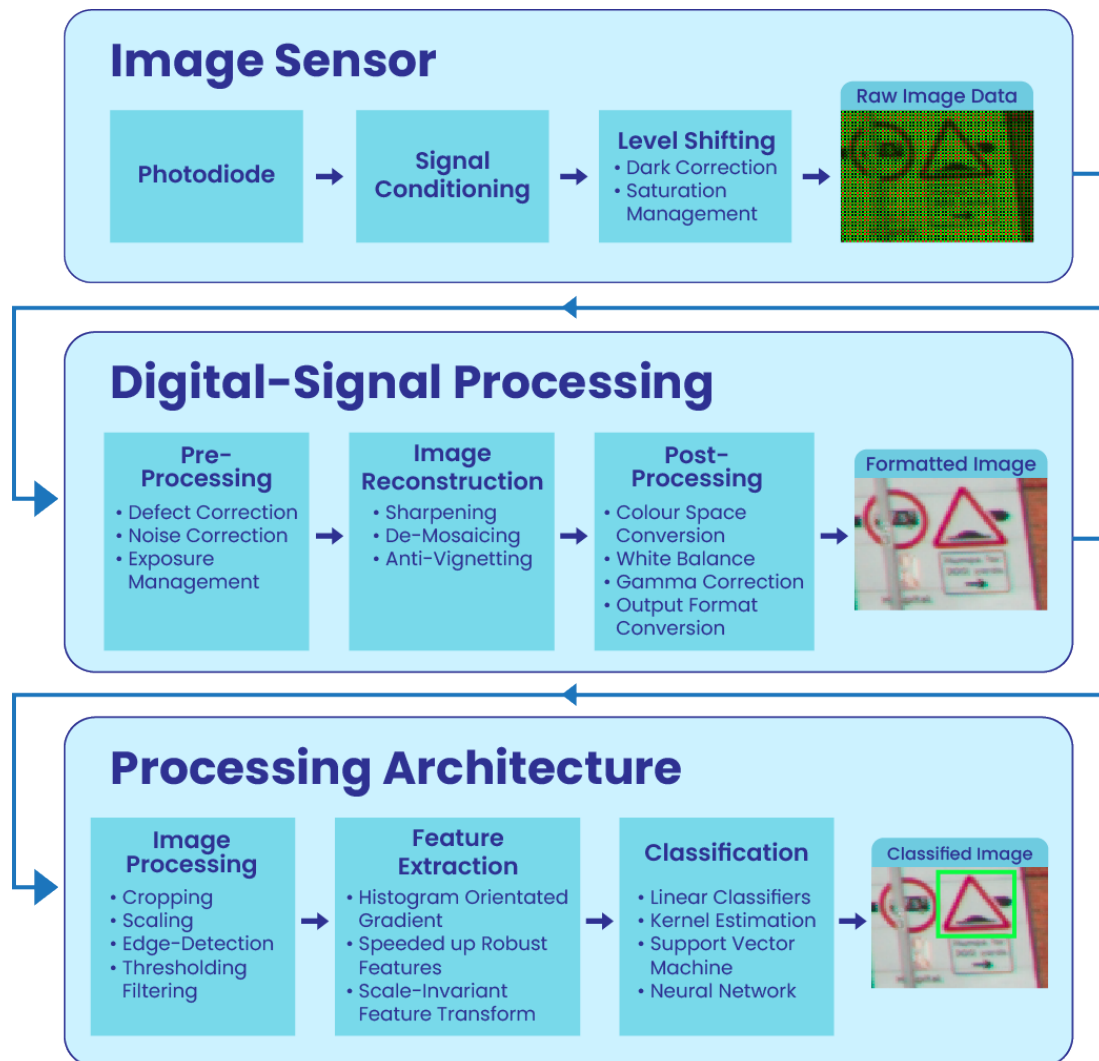 Image Sensor
Photodiode
Signal
Conditioning
Level Shifting
• Dark Correction
• Saturation
Management
Raw Image Data
Digital-Signal Processing
Pre-
Processing
• Defect Correction
• Noise Correction
• Exposure
Management
Image
Reconstruction
• Sharpening
• De-Mosaicing
• Anti-Vignetting
Post-
Processing
• Colour Space
Conversion
• White Balance
• Gamma Correction
• Output Format
Conversion
Formatted Image
Processing Architecture
Image
Processing
• Cropping
• Scaling
• Edge-Detection
• Thresholding
Filtering
Feature
Extraction
• Histogram Orientated
Gradient
• Speeded up Robust
Features
• Scale-Invariant
Feature Transform
Classification
• Linear Classifiers
• Kernel Estimation
• Support Vector
Machine
• Neural Network
Classified Image